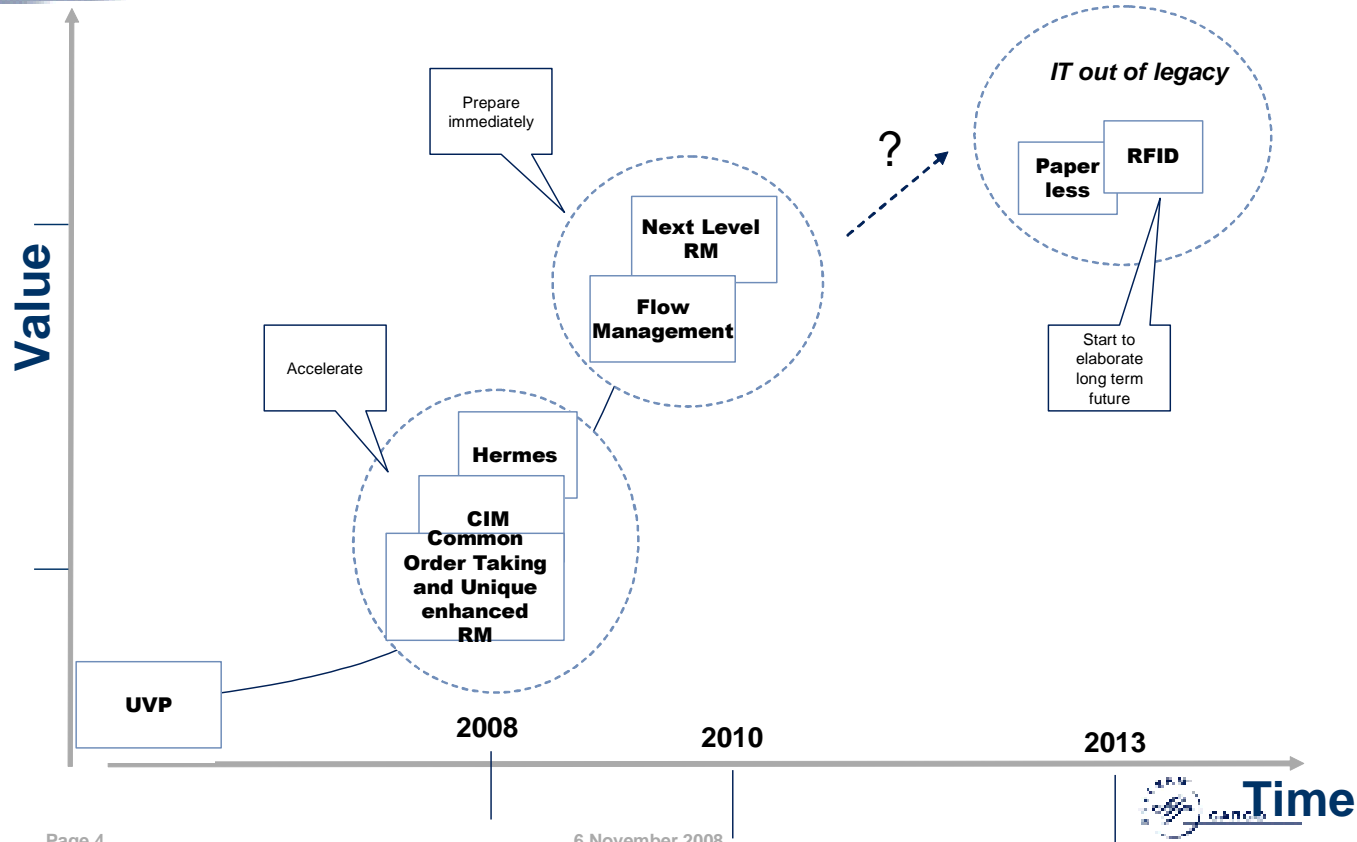 IT out of legacy
Prepare
immediately
?
Paper
less
RFID
Next Level
RM
Value
Flow
Management
Start to
elaborate
long term
future
Accelerate
Hermes
CIM
Common
Order Taking
and Unique
enhanced
RM
UVP
2008
2010
2013
Time
Page 4
6 November 2008